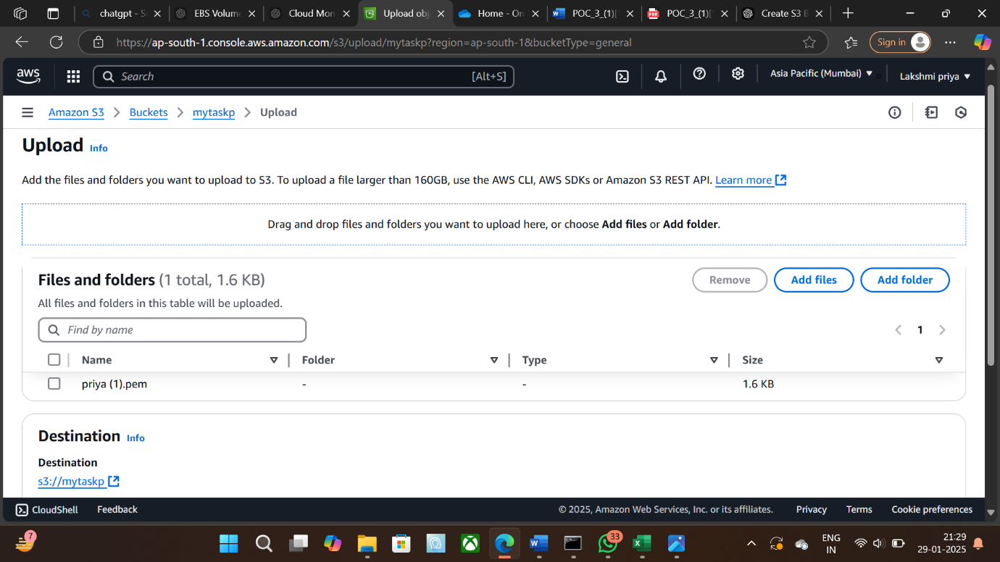 chatgpt - S
EBS Volum
Cloud Mon
Upload ob
Home - On
POC_3_(1)[
POC_3_(1)[
Create S3 B
https://ap-south-1.console.aws.amazon.com/s3/upload/mytaskp?region=ap-south-1&bucketType=general
Sign in
aws
Search
[Alt+S]
Asia Pacific (Mumbai)
Lakshmi priya
Amazon S3
Buckets
mytaskp
Upload
Upload Info
Add the files and folders you want to upload to S3. To upload a file larger than 160GB, use the AWS CLI, AWS SDKs or Amazon S3 REST API. Learn more
Drag and drop files and folders you want to upload here, or choose Add files or Add folder.
Files and folders (1 total, 1.6 KB)
Remove
Add files
Add folder
All files and folders in this table will be uploaded.
Find by name
1
Name
Folder
Type
Size
priya (1).pem
-
-
1.6 KB
Destination Info
Destination
s3://mytaskp
CloudShell
Feedback
© 2025, Amazon Web Services, Inc. or its affiliates.
Privacy
Terms
Cookie preferences
7
33
ENG
IN
21:29
29-01-2025